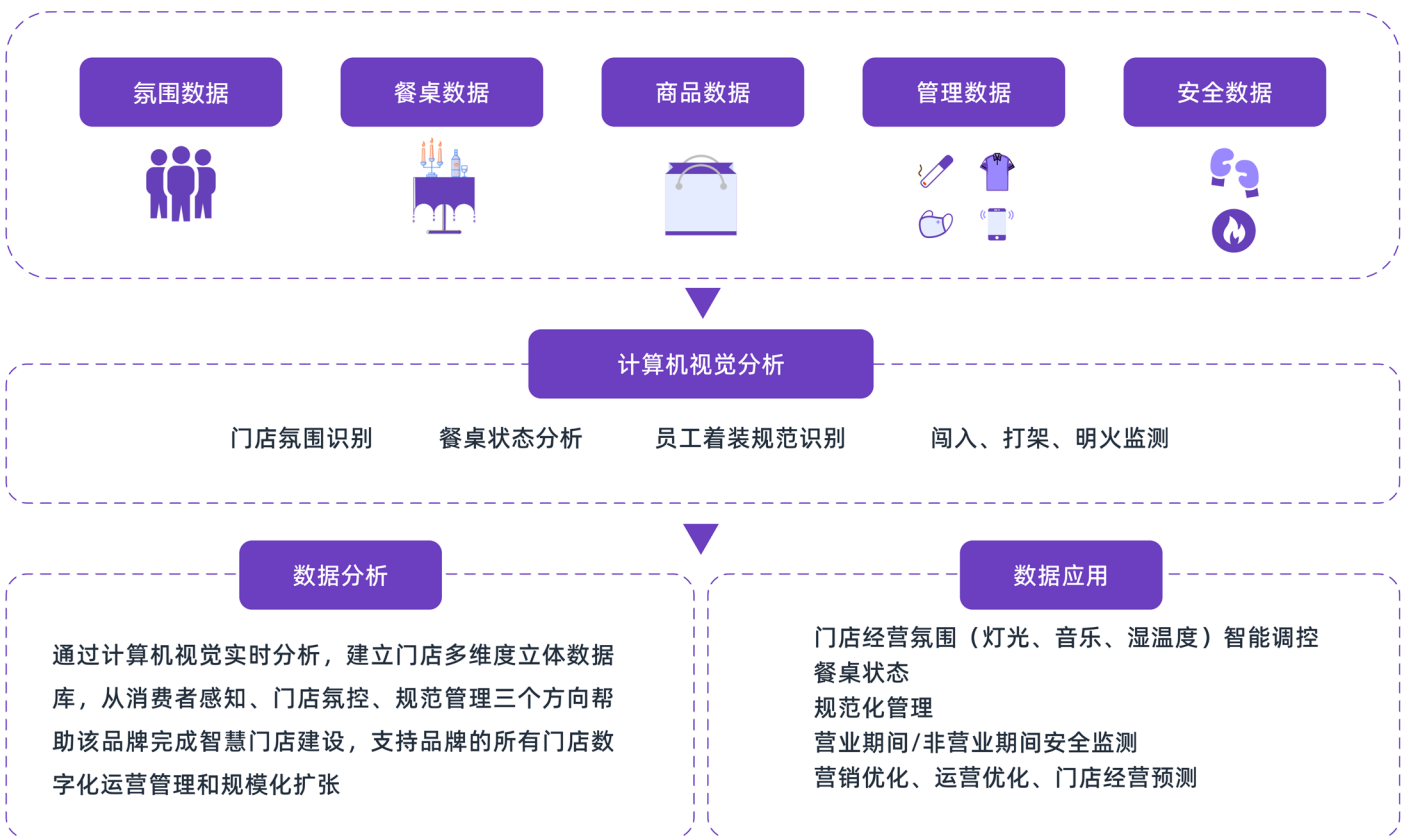 氛围数据
餐桌数据
商品数据
管理数据
安全数据
计算机视觉分析
门店氛围识别
餐桌状态分析
员工着装规范识别
闯入、打架、明火监测
数据分析
通过计算机视觉实时分析，建立门店多维度立体数据
库，从消费者感知、门店氛控、规范管理三个方向帮
助该品牌完成智慧门店建设，支持品牌的所有门店数
字化运营管理和规模化扩张
数据应用
门店经营氛围（灯光、音乐、湿温度）智能调控
餐桌状态
规范化管理
营业期间/非营业期间安全监测
营销优化、运营优化、门店经营预测